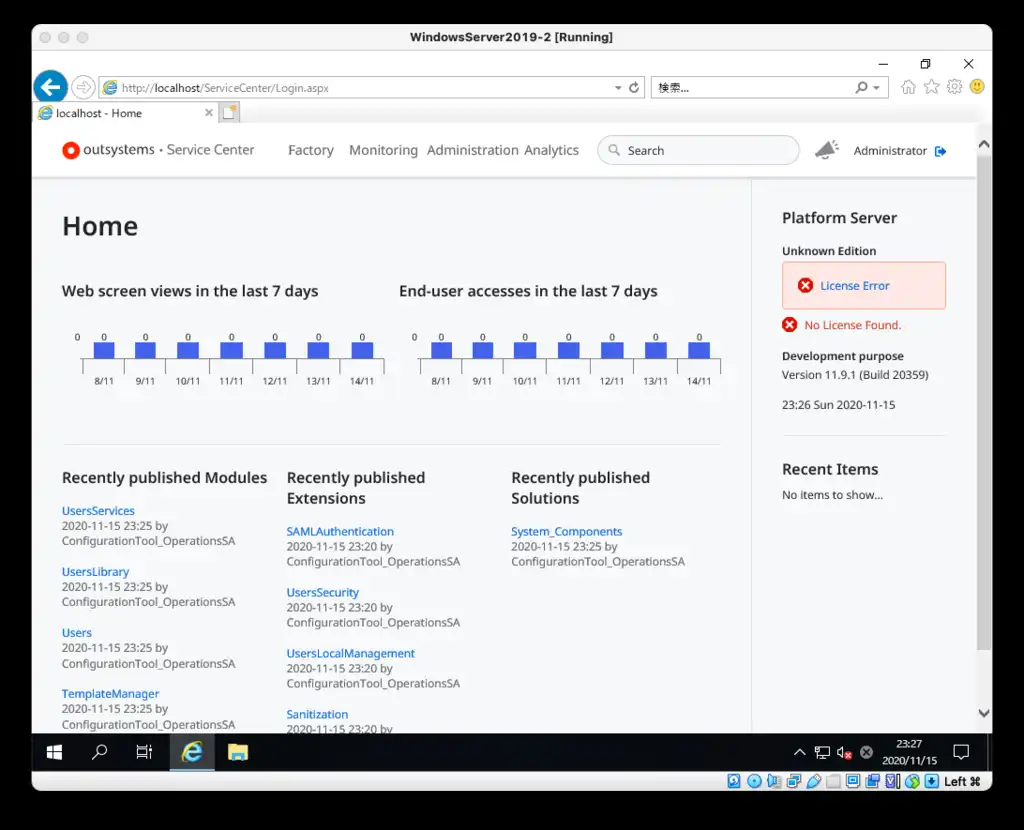 WindowsServer2019-2 [Running]
http://localhost/ServiceCenter/Login.aspx
検索...
localhost - Home
outsystems • Service Center
Factory
Monitoring
Administration
Analytics
Search
Administrator
Home
Web screen views in the last 7 days
0 0 0 0 0 0 0 0
8/11 9/11 10/11 11/11 12/11 13/11 14/11
End-user accesses in the last 7 days
0 0 0 0 0 0 0 0
8/11 9/11 10/11 11/11 12/11 13/11 14/11
Recently published Modules
UsersServices
2020-11-15 23:25 by
ConfigurationTool_OperationsSA
UsersLibrary
2020-11-15 23:25 by
ConfigurationTool_OperationsSA
Users
2020-11-15 23:25 by
ConfigurationTool_OperationsSA
TemplateManager
2020-11-15 23:25 by
ConfigurationTool_OperationsSA
Recently published
Extensions
SAMLAuthentication
2020-11-15 23:20 by
ConfigurationTool_OperationsSA
UsersSecurity
2020-11-15 23:20 by
ConfigurationTool_OperationsSA
UsersLocalManagement
2020-11-15 23:20 by
ConfigurationTool_OperationsSA
Sanitization
2020-11-15 23:20 by
Recently published
Solutions
System_Components
2020-11-15 23:25 by
ConfigurationTool_OperationsSA
Platform Server
Unknown Edition
License Error
No License Found.
Development purpose
Version 11.9.1 (Build 20359)
23:26 Sun 2020-11-15
Recent Items
No items to show...
23:27
2020/11/15
Left ⌘